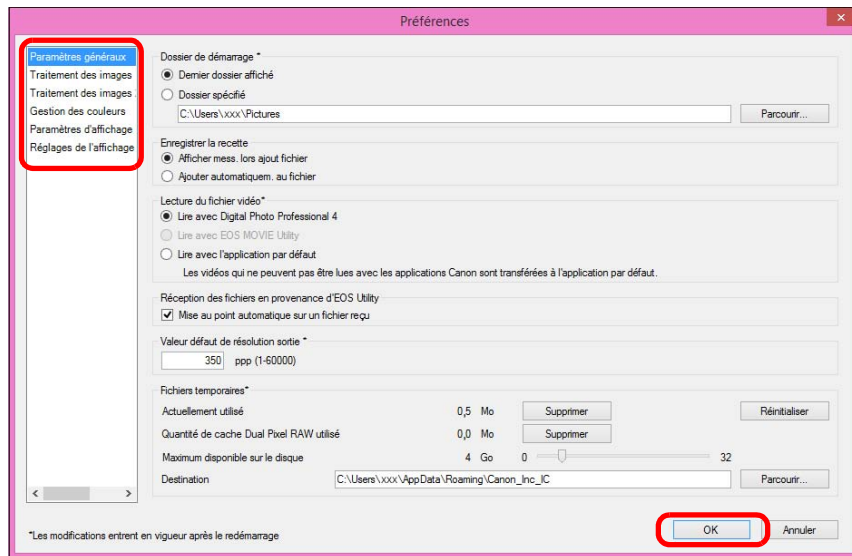 Préférences
Paramètres généraux
Traitement des images
Traitement des images
Gestion des couleurs
Paramètres d'affichage
Réglages de l'affichage
Dossier de démarrage *
Dernier dossier affiché
Dossier spécifié
C:\Users\xxx\Pictures
Parcourir...
Enregistrer la recette
Afficher mess. lors ajout fichier
Ajouter automatiquem. au fichier
Lecture du fichier vidéo*
Lire avec Digital Photo Professional 4
Lire avec EOS MOVIE Utility
Lire avec l'application par défaut
Les vidéos qui ne peuvent pas être lues avec les applications Canon sont transférées à l'application par défaut.
Réception des fichiers en provenance d'EOS Utility
Mise au point automatique sur un fichier reçu
Valeur défaut de résolution sortie *
350 ppp (1-60000)
Fichiers temporaires*
Actuellement utilisé 0,5 Mo Supprimer Réinitialiser
Quantité de cache Dual Pixel RAW utilisé 0,0 Mo Supprimer
Maximum disponible sur le disque 4 Go 0 32
Destination C:\Users\xxx\AppData\Roaming\Canon_Inc_IC Parcourir...
*Les modifications entrent en vigueur après le redémarrage
OK Annuler